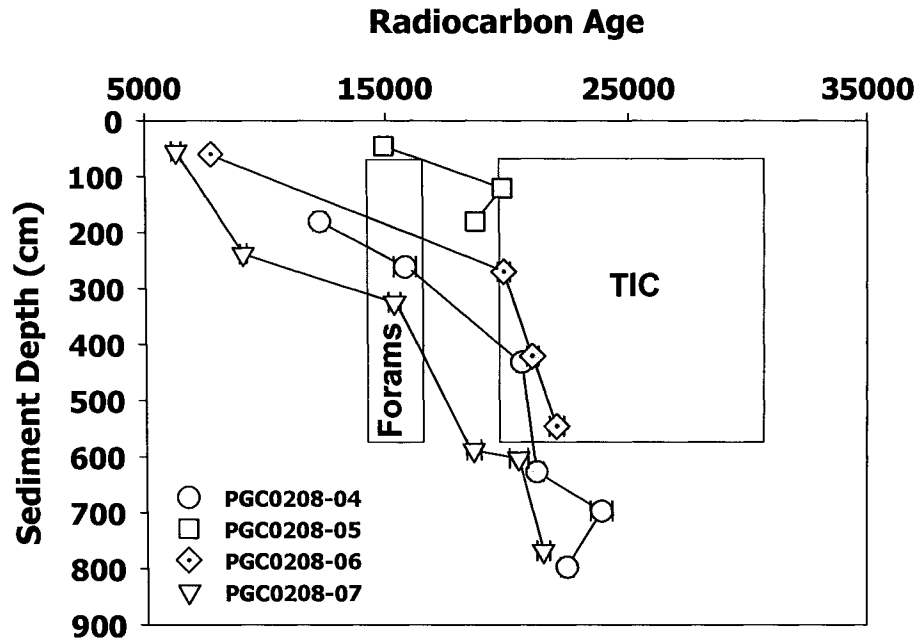 Radiocarbon Age
5000 15000 25000 35000
Sediment Depth (cm)
0
100
200
300
400
500
600
700
800
900
Forams
TIC
PGC0208-04
PGC0208-05
PGC0208-06
PGC0208-07